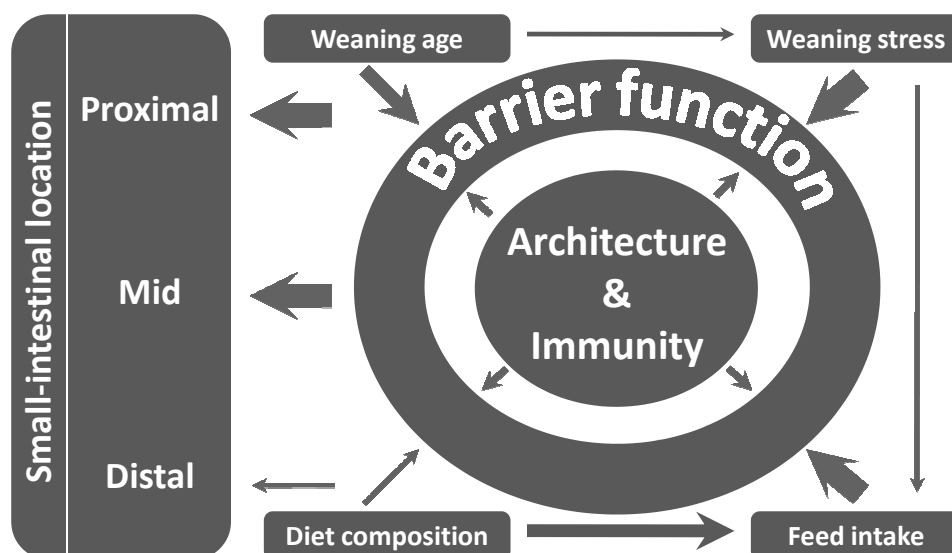 Small-intestinal location
Proximal
Mid
Distal
Weaning age
Weaning stress
Barrier function
Architecture
&
Immunity
Diet composition
Feed intake